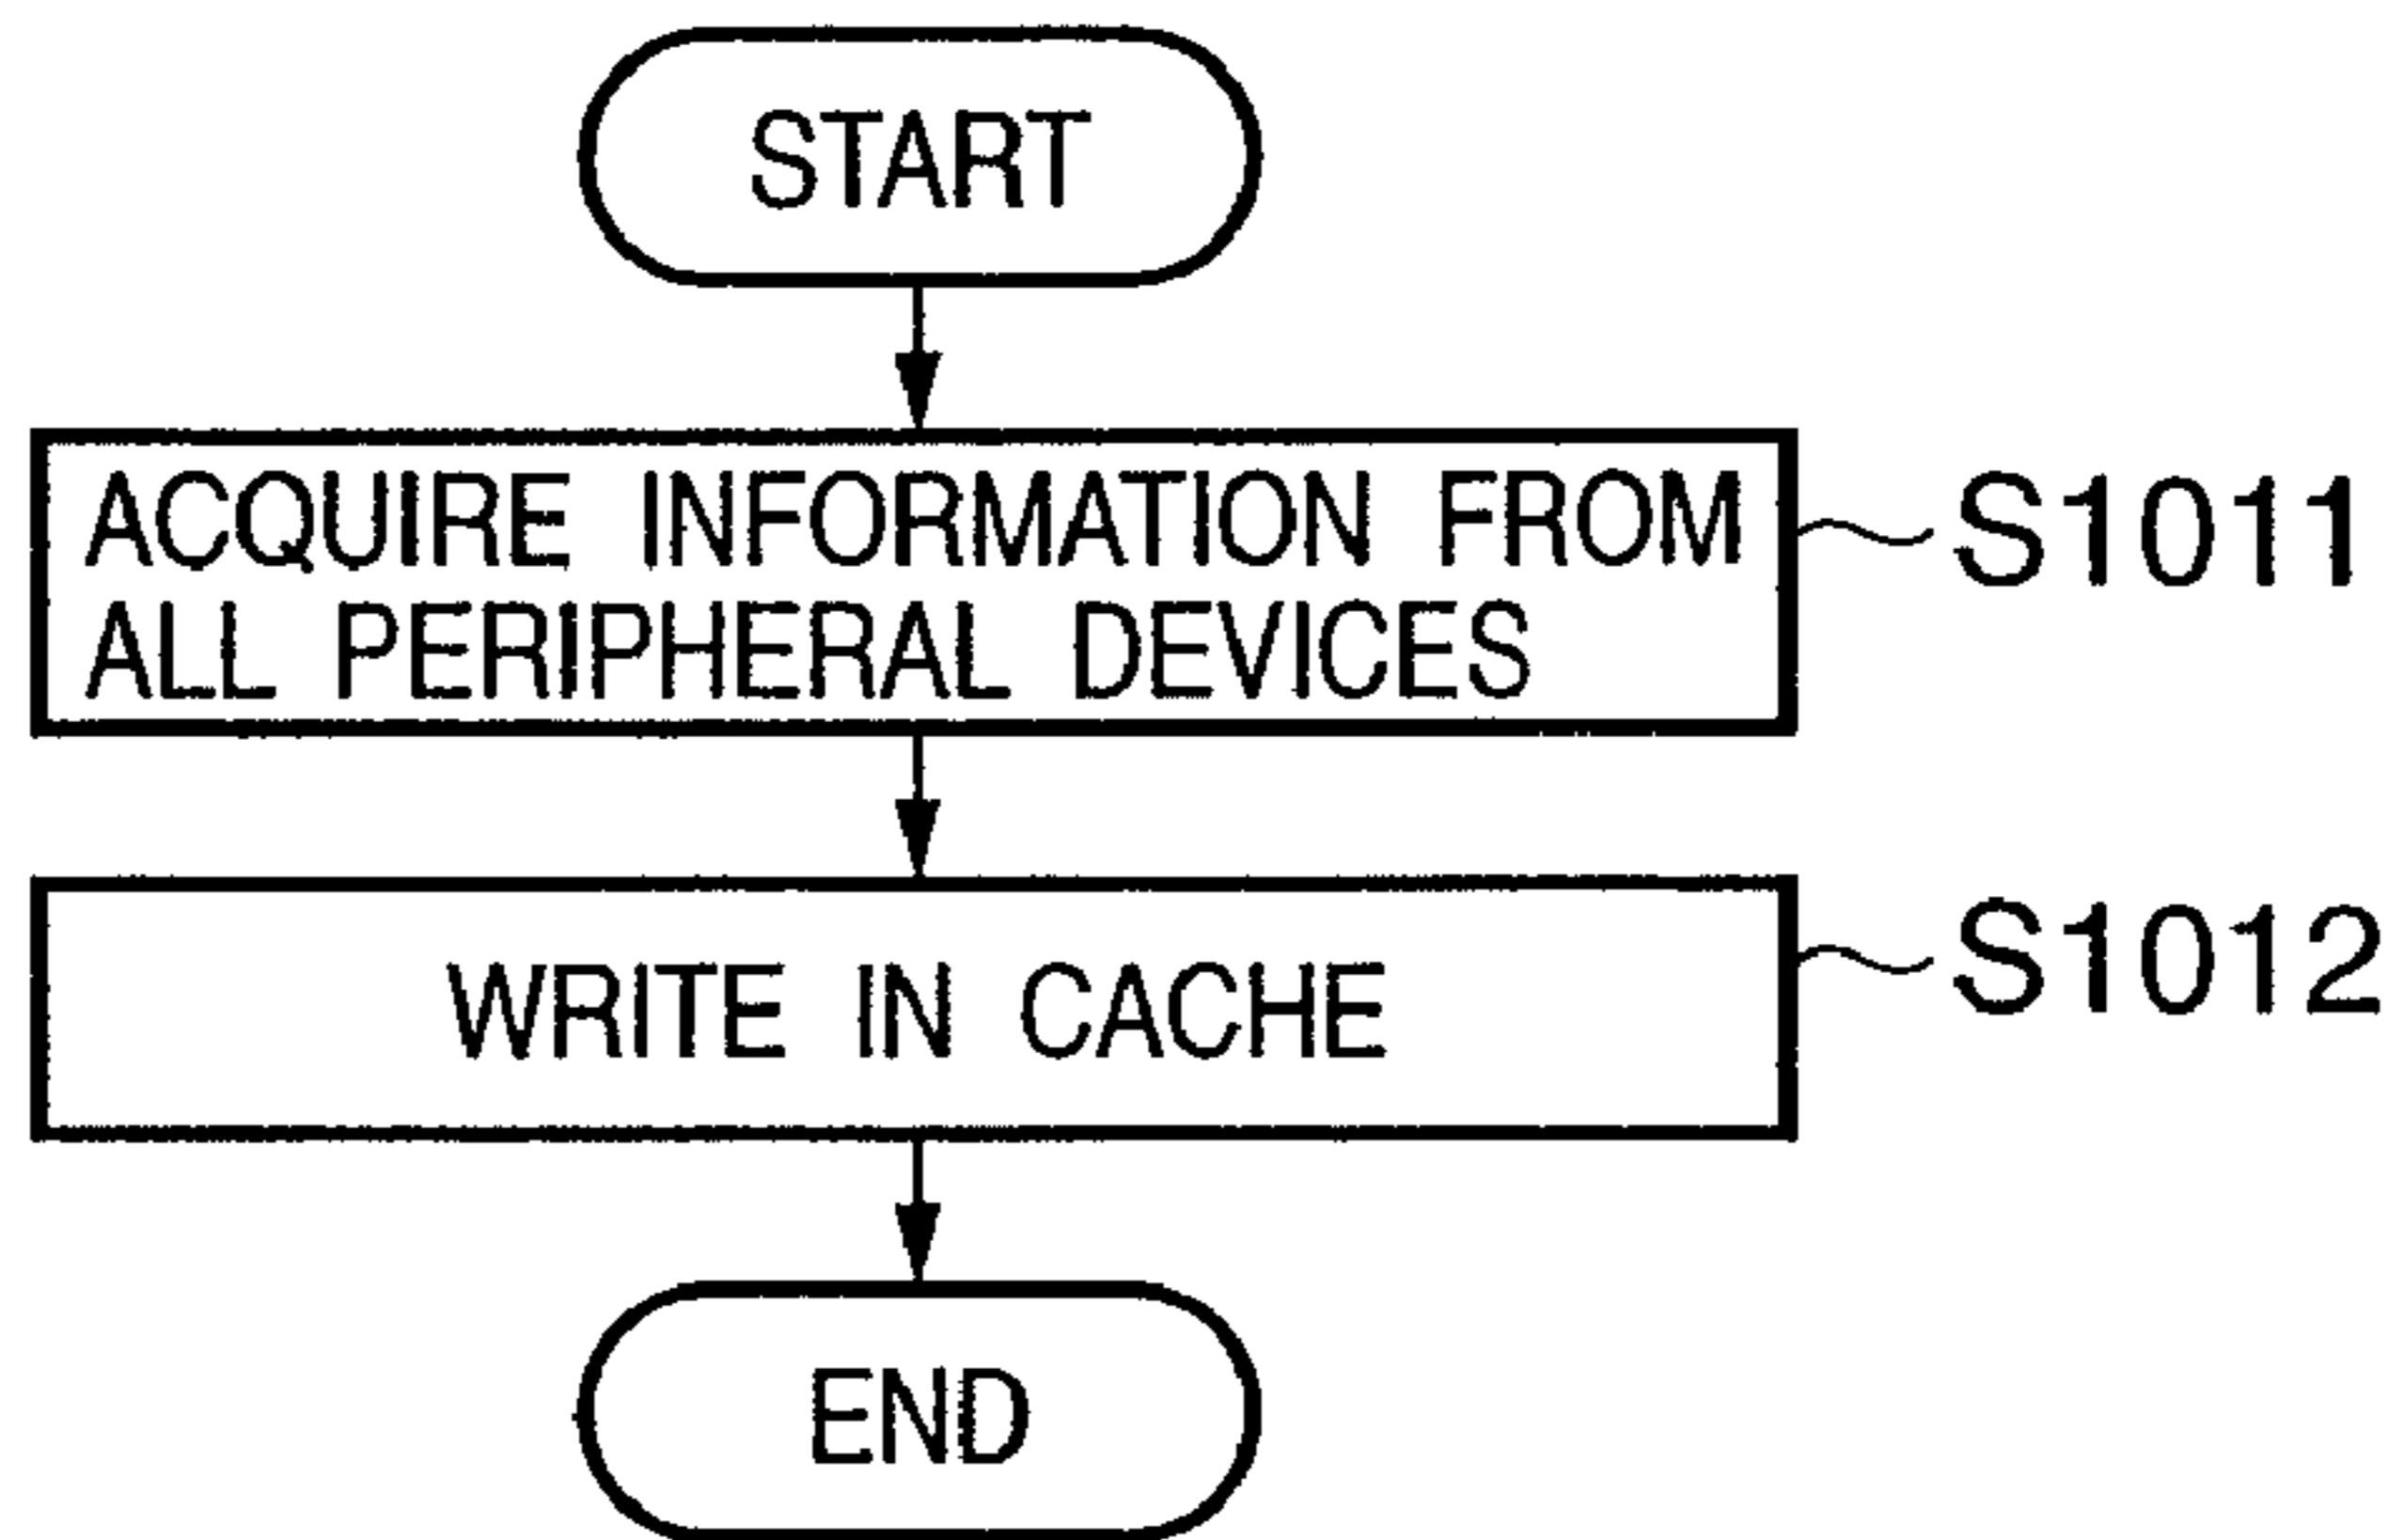 START
ACQUIRE INFORMATION FROM
ALL PERIPHERAL DEVICES
S1011
WRITE IN CACHE
S1012
END